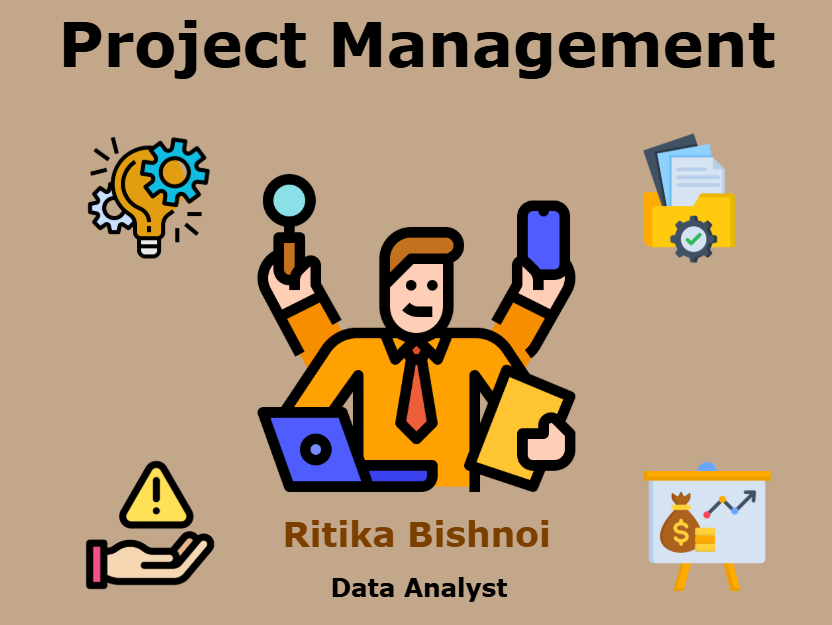 Project Management
Ritika Bishnoi
Data Analyst